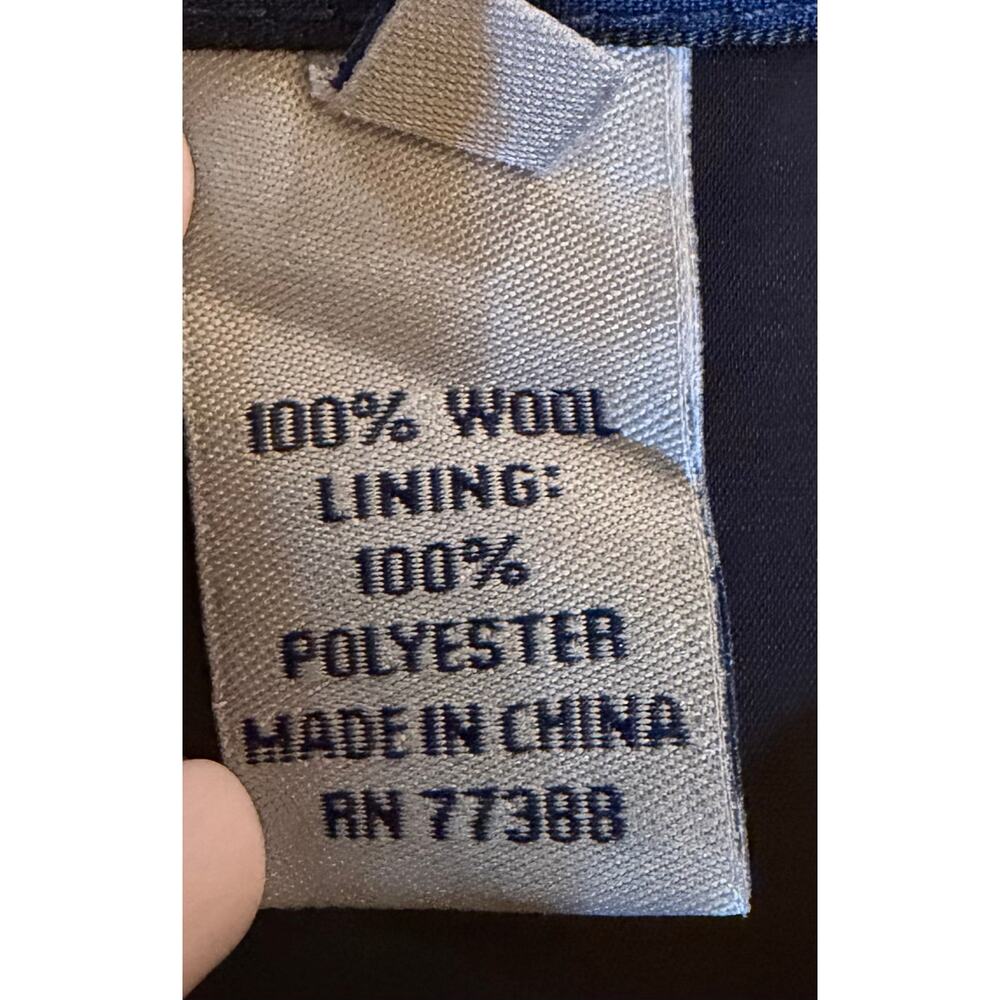 100% WOOL
LINING:
100%
POLYESTER
MADE IN CHINA
RN 77388